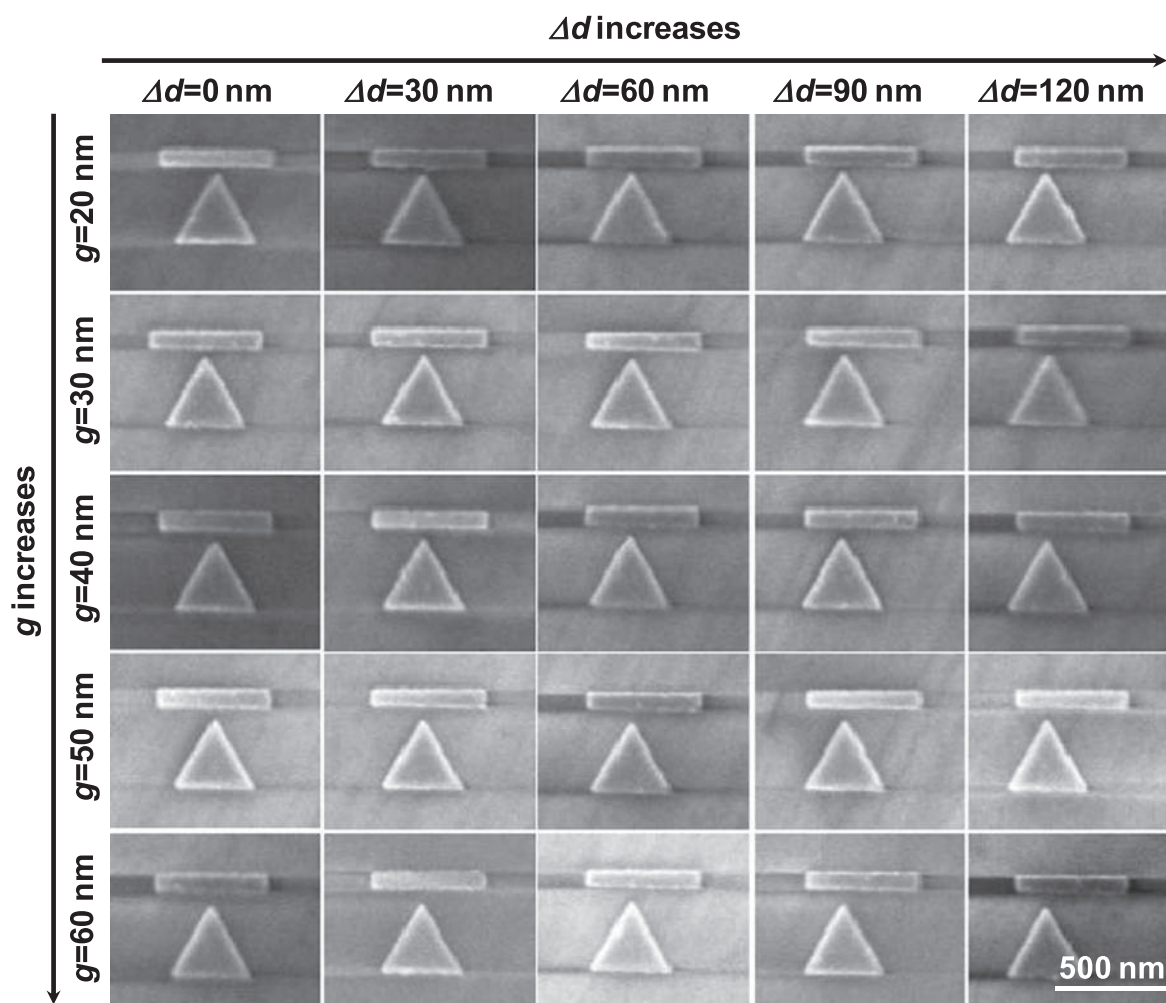 Δd increases
Δd=0 nm Δd=30 nm Δd=60 nm Δd=90 nm Δd=120 nm
g increases
g=20 nm
g=30 nm
g=40 nm
g=50 nm
g=60 nm
500 nm